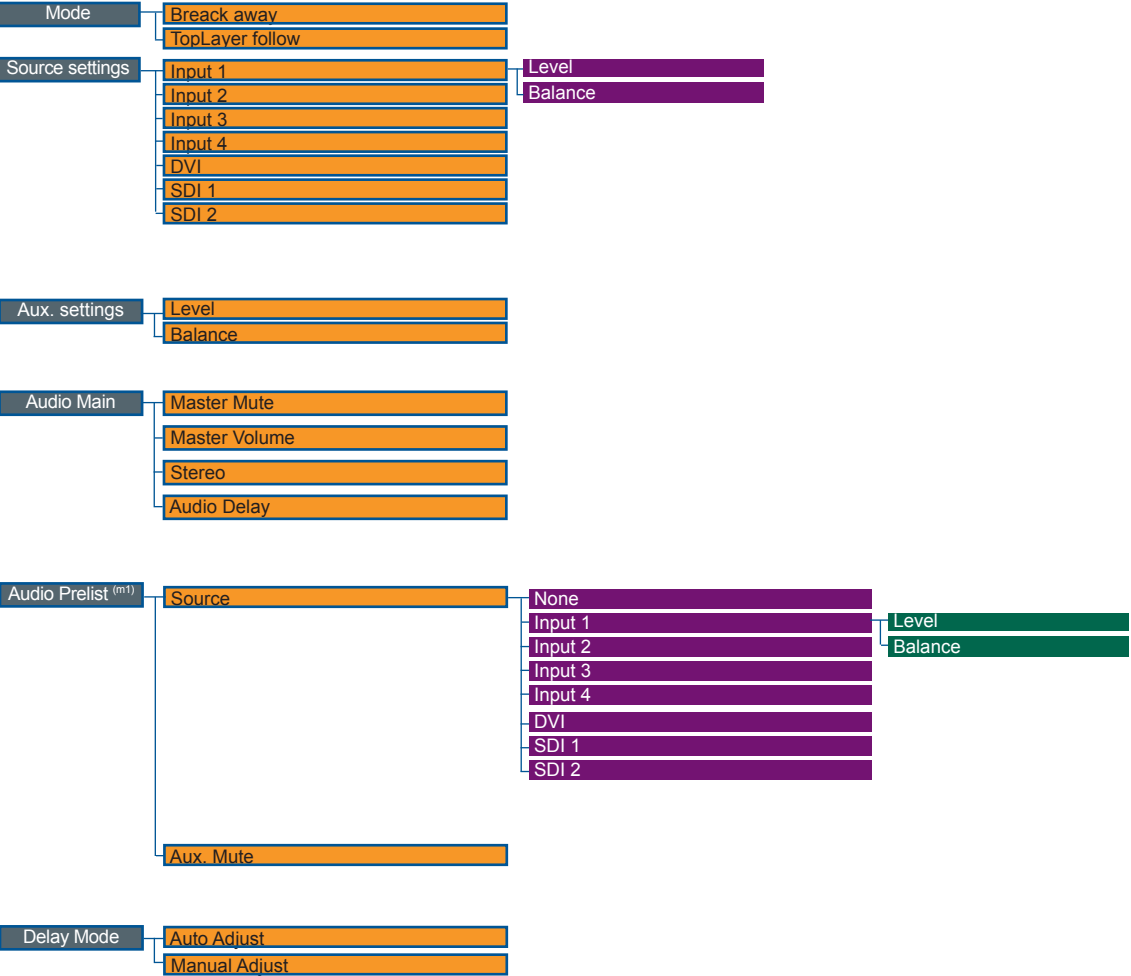 Mode
Breack away
TopLayer follow
Source settings
Input 1
Level
Balance
Input 2
Input 3
Input 4
DVI
SDI 1
SDI 2
Aux. settings
Level
Balance
Audio Main
Master Mute
Master Volume
Stereo
Audio Delay
Audio Prelist (m1)
Source
None
Input 1
Level
Balance
Input 2
Input 3
Input 4
DVI
SDI 1
SDI 2
Aux. Mute
Delay Mode
Auto Adjust
Manual Adjust